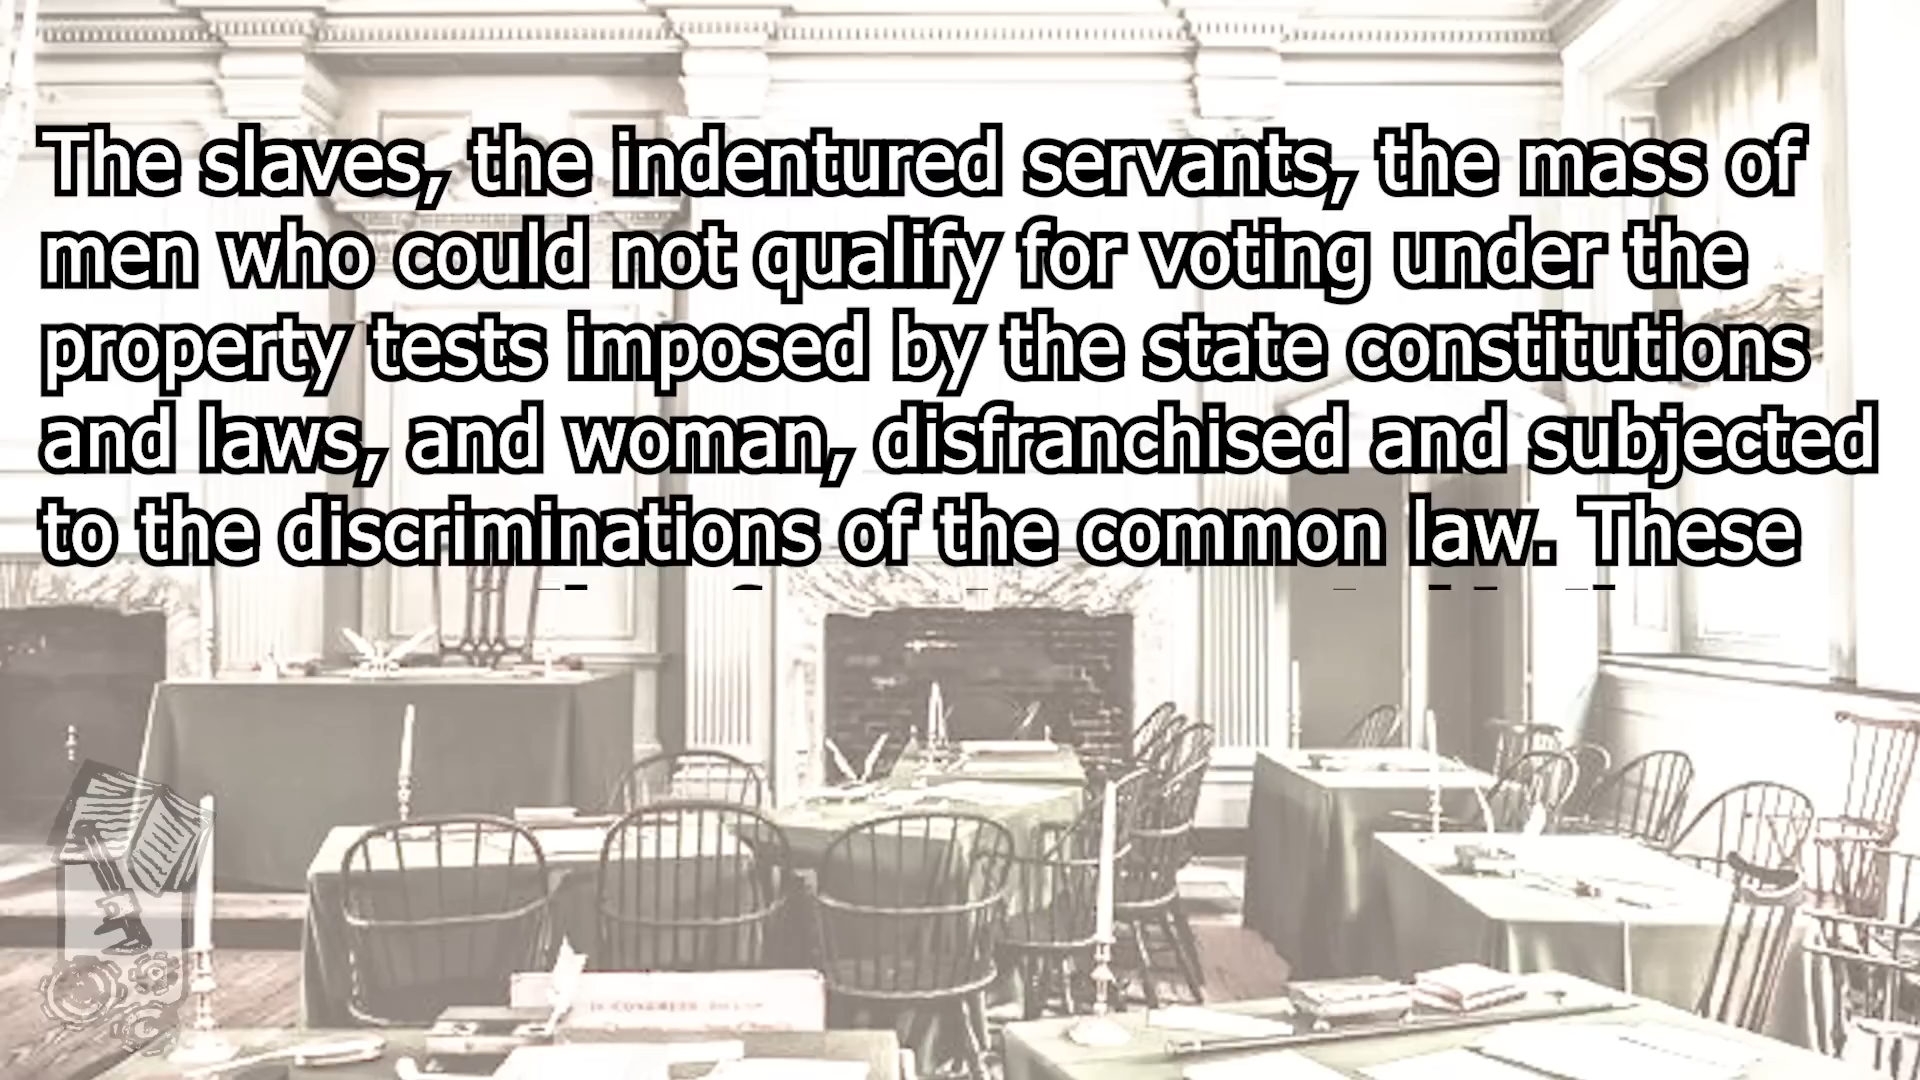 The slaves, the indentured servants, the mass of
men who could not qualify for voting under the
property tests imposed by the state constitutions
and laws, and woman, disfranchised and subjected
to the discriminations of the common law. These